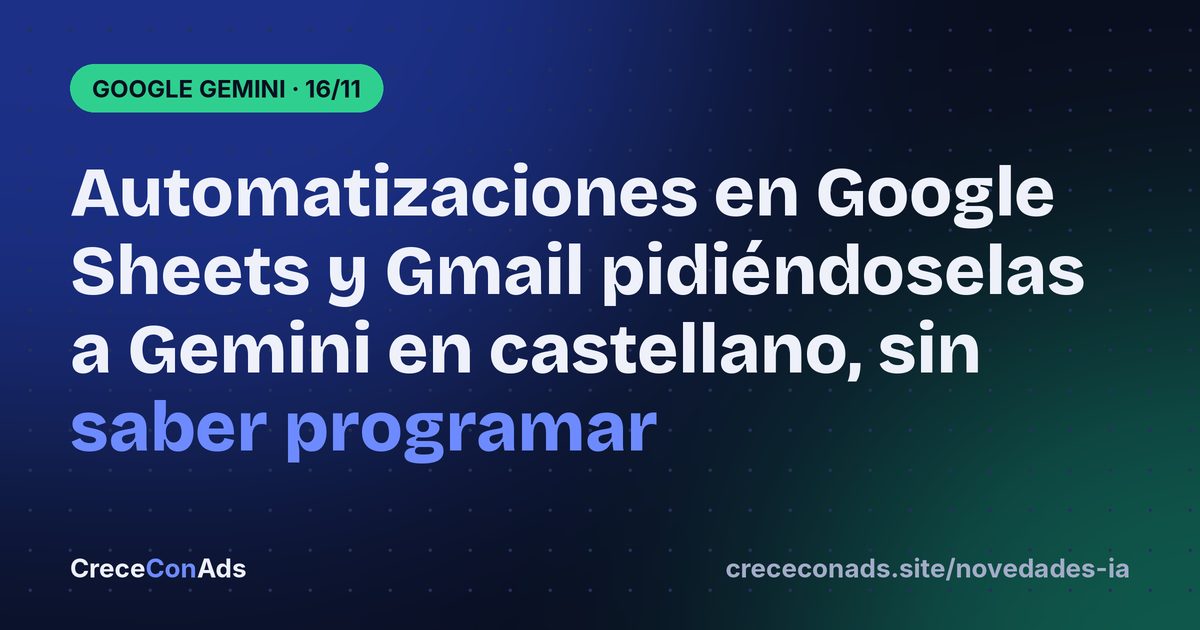 GOOGLE GEMINI · 16/11
Automatizaciones en Google
Sheets y Gmail pidiéndoselas
a Gemini en castellano, sin
saber programar
CreceConAds
crececonads.site/novedades-ia